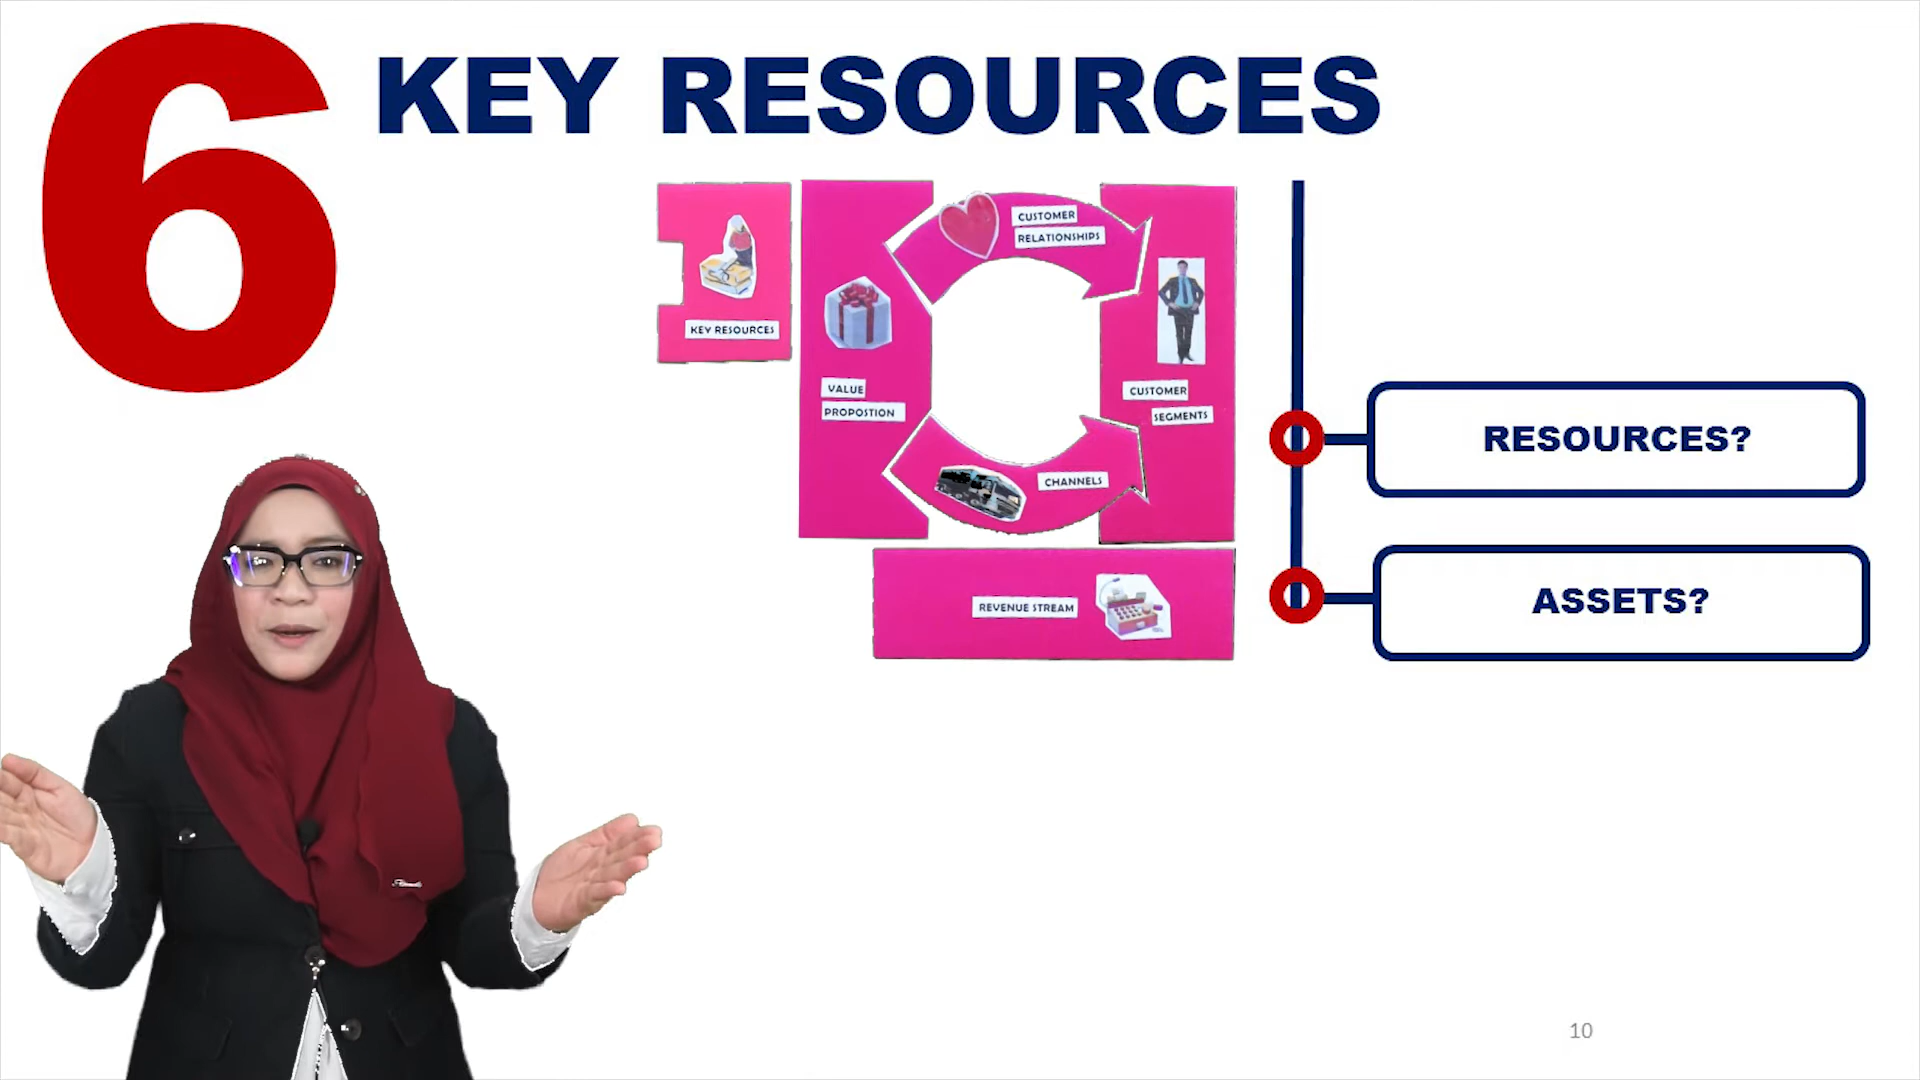 6
KEY RESOURCES
CUSTOMER
RELATIONSHIPS
KEY RESOURCES
VALUE
PROPOSTION
CUSTOMER
SEGMENTS
CHANNELS
REVENUE STREAM
RESOURCES?
ASSETS?
10